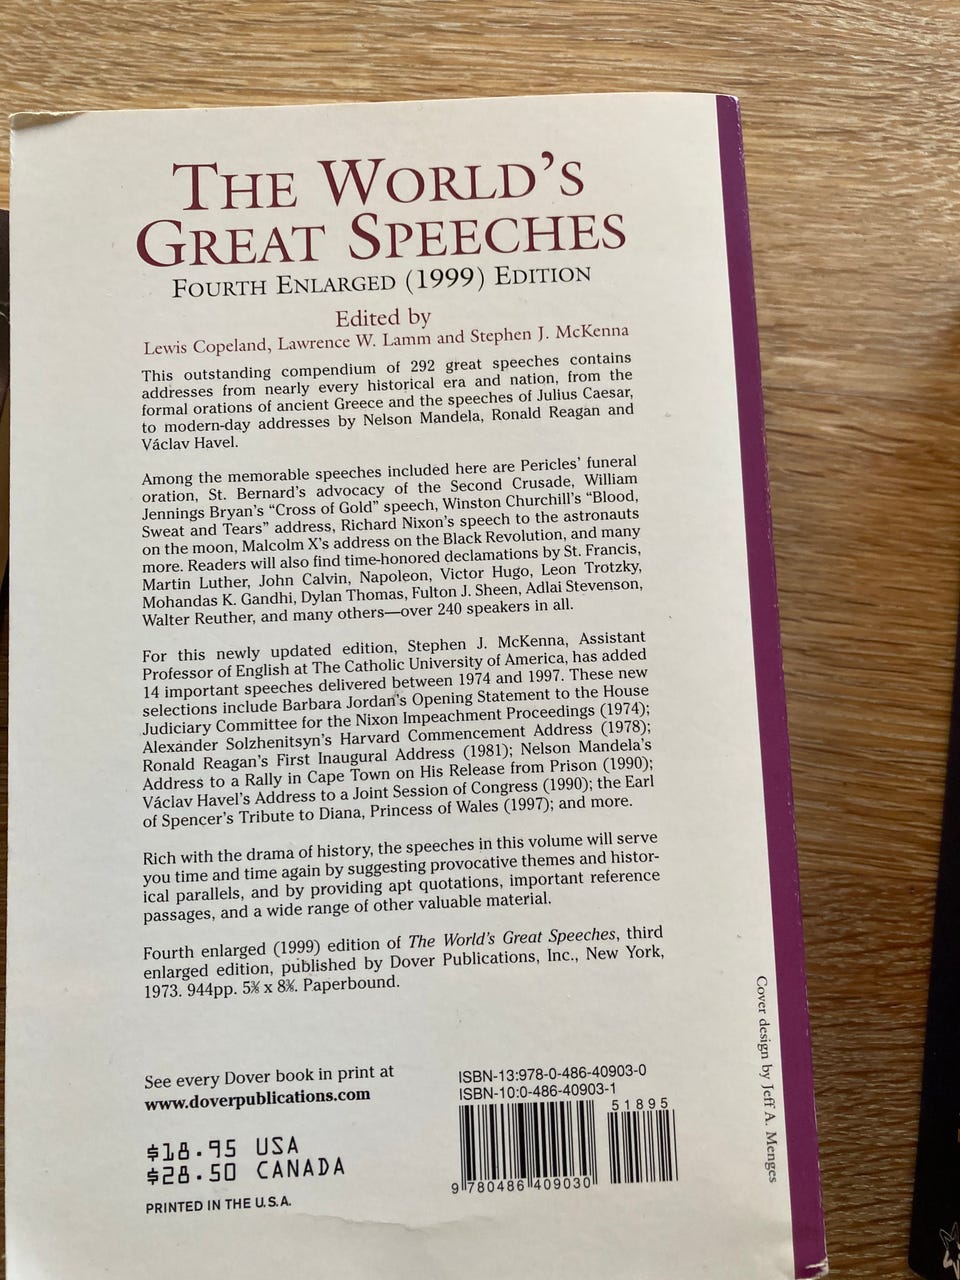 THE WORLD'S
GREAT SPEECHES
FOURTH ENLARGED (1999) EDITION
Edited by
Lewis Copeland, Lawrence W. Lamm and Stephen J. McKenna
This outstanding compendium of 292 great speeches contains
addresses from nearly every historical era and nation, from the
formal orations of ancient Greece and the speeches of Julius Caesar,
to modern-day addresses by Nelson Mandela, Ronald Reagan and
Václav Havel.
Among the memorable speeches included here are Pericles' funeral
oration, St. Bernard's advocacy of the Second Crusade, William
Jennings Bryan's “Cross of Gold” speech, Winston Churchill's “Blood,
Sweat and Tears” address, Richard Nixon's speech to the astronauts
on the moon, Malcolm X's address on the Black Revolution, and many
more. Readers will also find time-honored declamations by St. Francis,
Martin Luther, John Calvin, Napoleon, Victor Hugo, Leon Trotzky,
Mohandas K. Gandhi, Dylan Thomas, Fulton J. Sheen, Adlai Stevenson,
Walter Reuther, and many others—over 240 speakers in all.
For this newly updated edition, Stephen J. McKenna, Assistant
Professor of English at The Catholic University of America, has added
14 important speeches delivered between 1974 and 1997. These new
selections include Barbara Jordan's Opening Statement to the House
Judiciary Committee for the Nixon Impeachment Proceedings (1974);
Alexander Solzhenitsyn's Harvard Commencement Address (1978);
Ronald Reagan's First Inaugural Address (1981); Nelson Mandela's
Address to a Rally in Cape Town on His Release from Prison (1990);
Václav Havel's Address to a Joint Session of Congress (1990); the Earl
of Spencer's Tribute to Diana, Princess of Wales (1997); and more.
Rich with the drama of history, the speeches in this volume will serve
you time and time again by suggesting provocative themes and histor-
ical parallels, and by providing apt quotations, important reference
passages, and a wide range of other valuable material.
Fourth enlarged (1999) edition of The World's Great Speeches, third
enlarged edition, published by Dover Publications, Inc., New York,
1973. 944pp. 5⅜ x 8⅜. Paperbound.
Cover design by Jeff A. Menges
See every Dover book in print at
www.doverpublications.com
$18.95 USA
$28.50 CANADA
PRINTED IN THE U.S.A.
ISBN-13:978-0-486-40903-0
ISBN-10:0-486-40903-1
51895
9 780486 409030